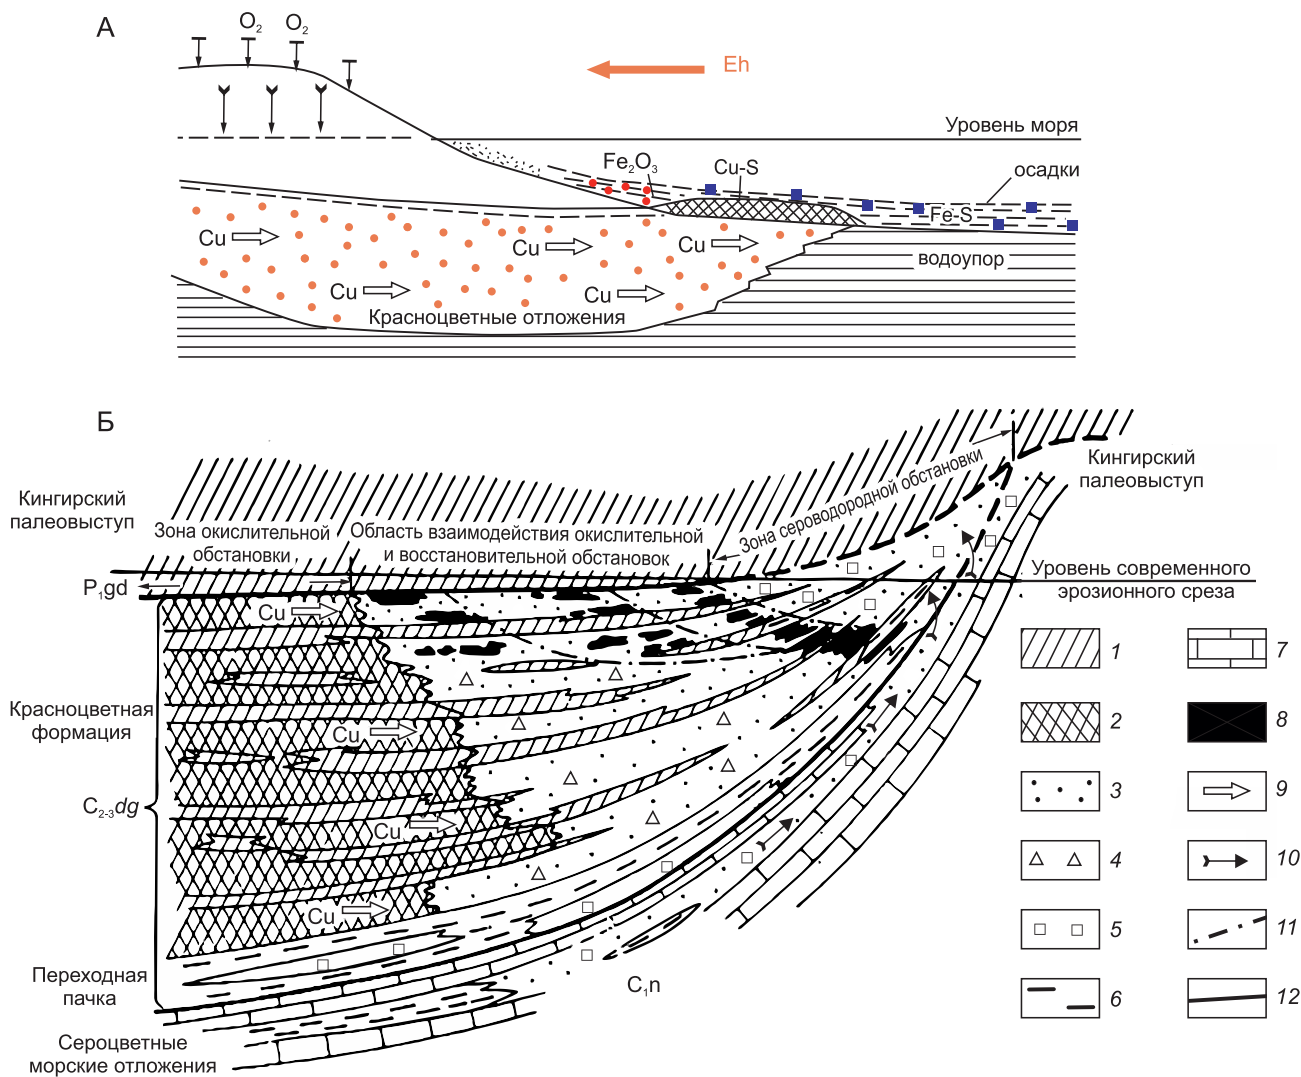 А
O₂
O₂
Eh
Уровень моря
Fe₂O₃
Cu-S
осадки
Fe-S
Cu
Cu
Cu
водоупор
Cu
Cu
Красноцветные отложения
Б
Кингирский
палеовыступ
Зона окислительной
обстановки
Область взаимодействия окислительной
и восстановительной обстановок
Зона сероводородной обстановки
Кингирский
палеовыступ
P₁gd
Уровень современного
эрозионного среза
Cu
Красноцветная
формация
Cu
C₂₋₃dg
Cu
Cu
Переходная
пачка
C₁n
Сероцветные
морские отложения
1
2
3
4
5
6
7
8
9
10
11
12